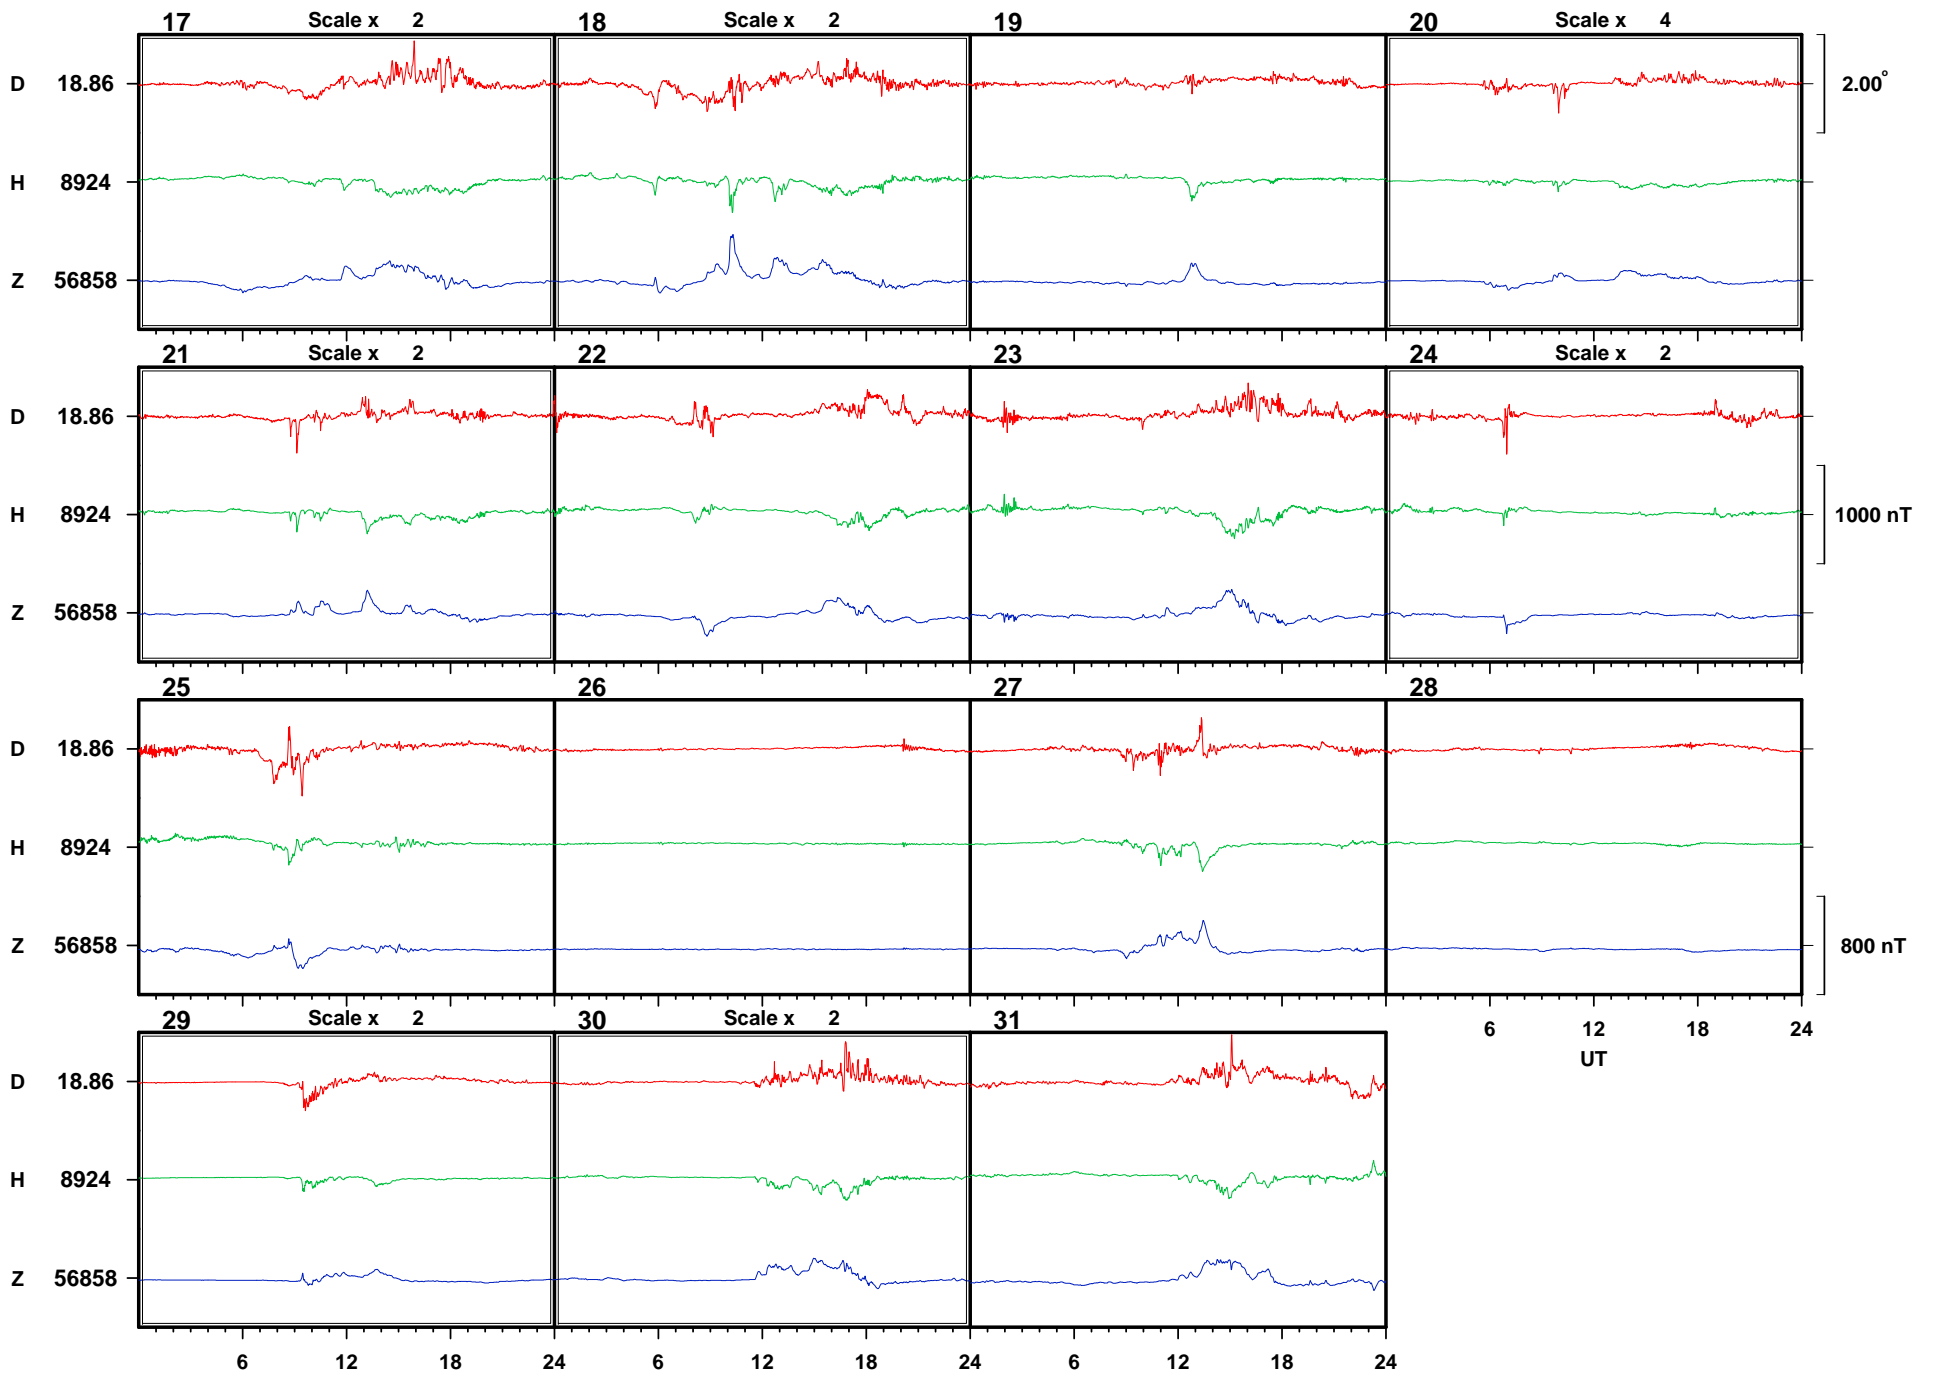 17 Scale x 2 18 Scale x 2 19 20 Scale x 4
D 18.86 2.00°
H 8924
Z 56858
21 Scale x 2 22 23 24 Scale x 2
D 18.86
H 8924 1000 nT
Z 56858
25 26 27 28
D 18.86
H 8924
Z 56858 800 nT
29 Scale x 2 30 Scale x 2 31 6 12 18 24
UT
D 18.86
H 8924
Z 56858
6 12 18 24 6 12 18 24 6 12 18 24